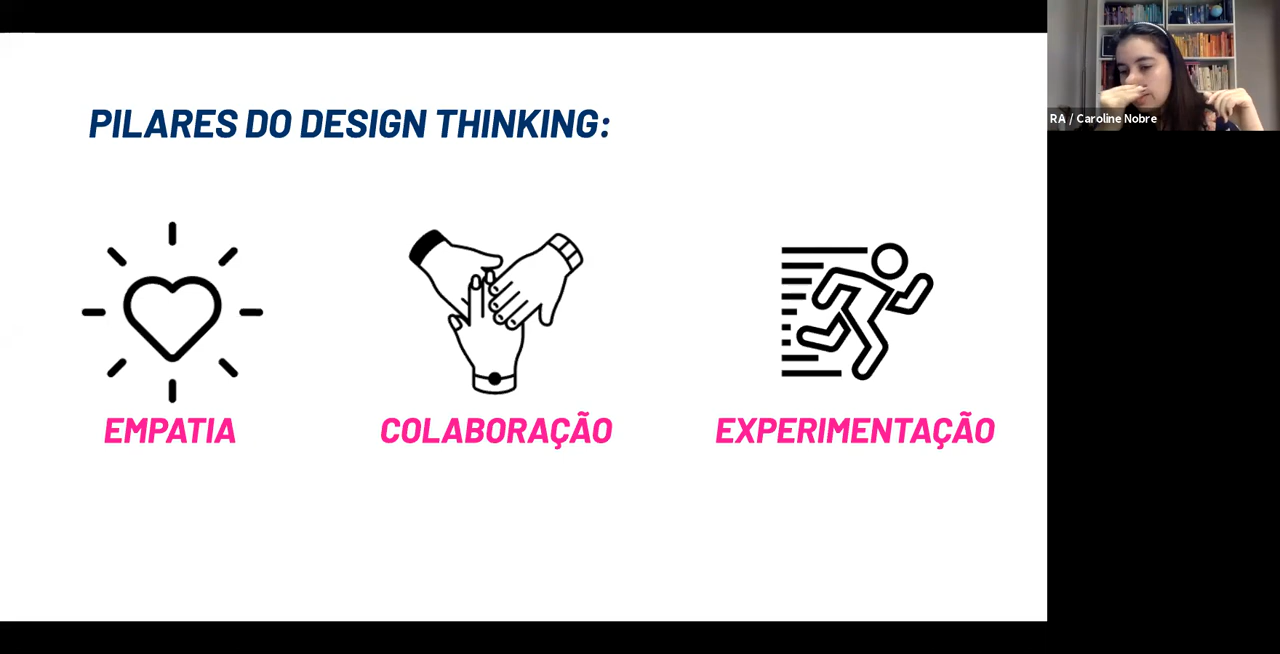 PILARES DO DESIGN THINKING:
EMPATIA
COLABORAÇÃO
EXPERIMENTAÇÃO
RA / Caroline Nobre